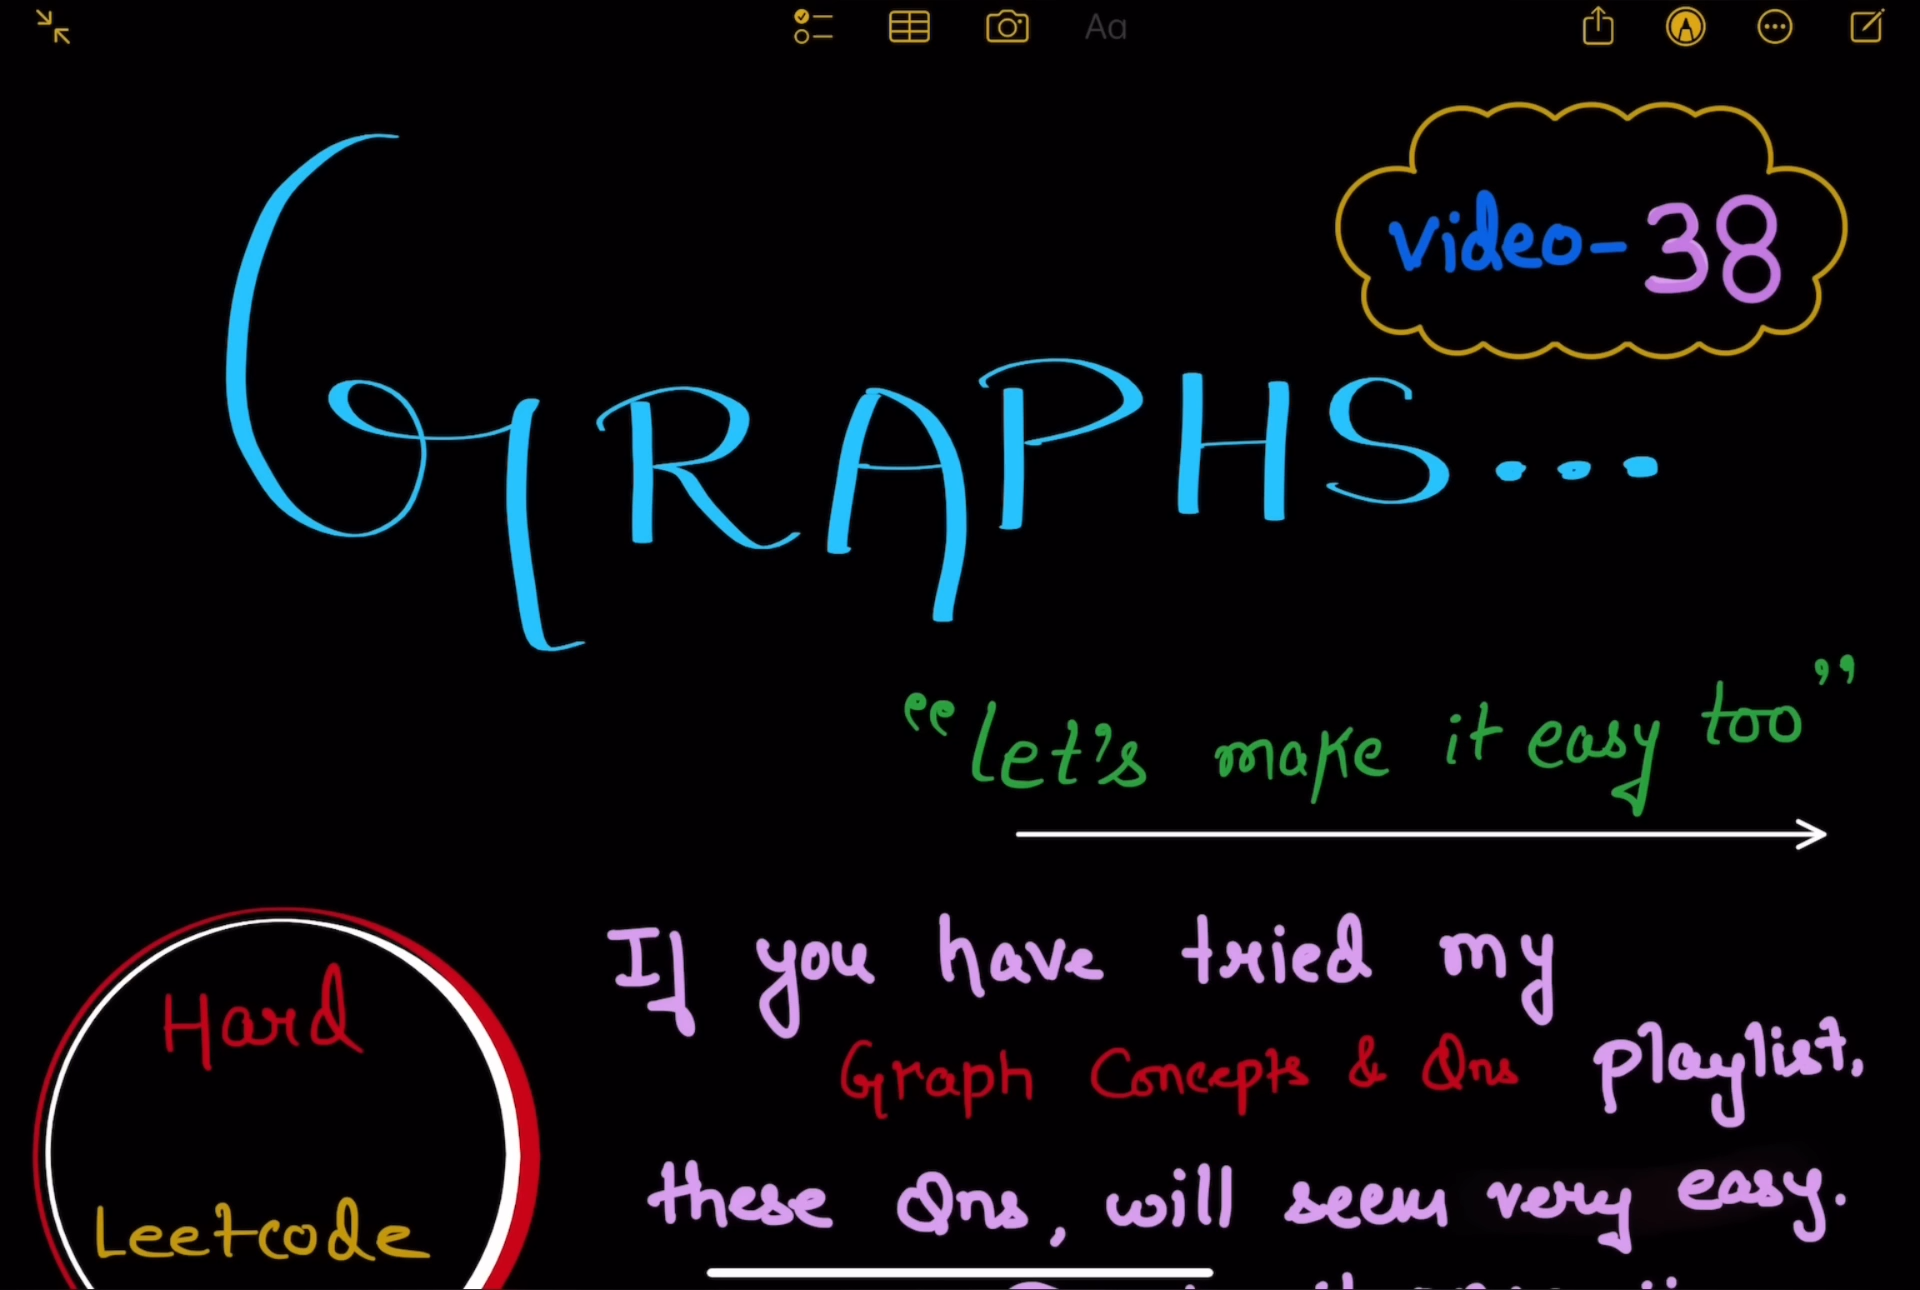 Aa
video-38
GRAPHS...
"Let's make it easy too"
Hard
Leetcode
If you have tried my
Graph Concepts & Qns playlist,
these Qns, will seem very easy.